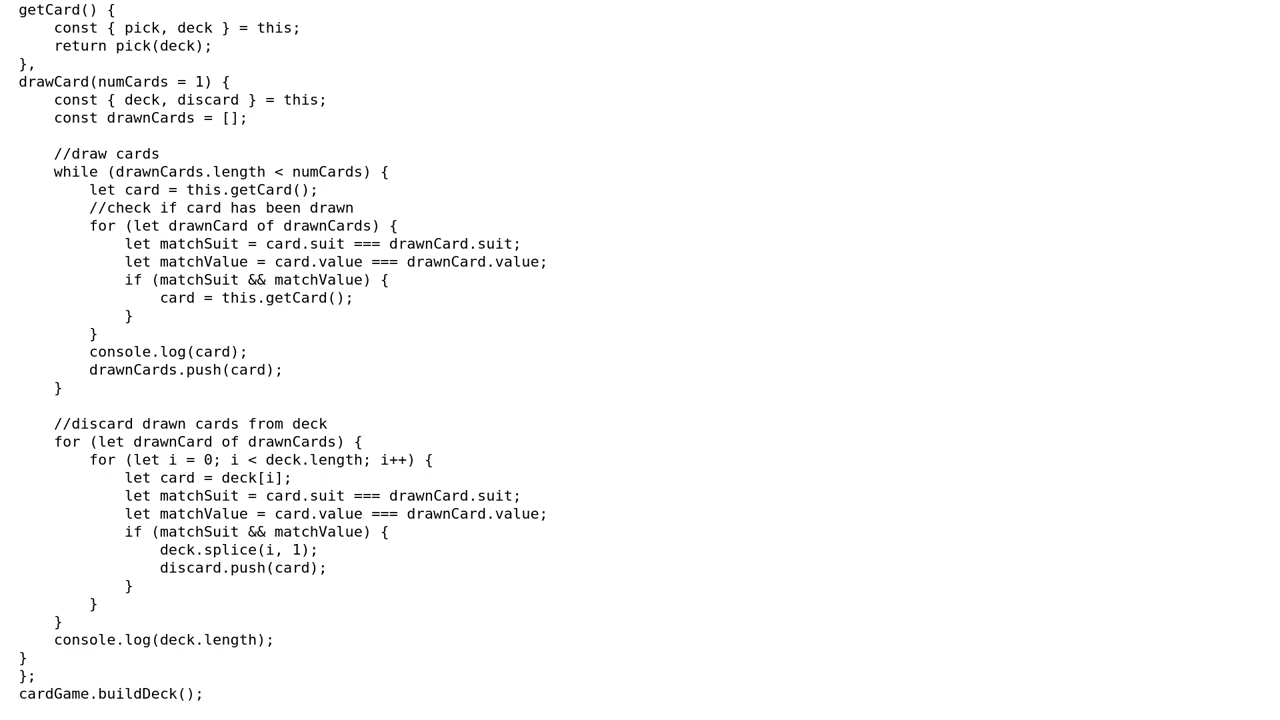 getCard() {
    const { pick, deck } = this;
    return pick(deck);
},
drawCard(numCards = 1) {
    const { deck, discard } = this;
    const drawnCards = [];

    //draw cards
    while (drawnCards.length < numCards) {
        let card = this.getCard();
        //check if card has been drawn
        for (let drawnCard of drawnCards) {
            let matchSuit = card.suit === drawnCard.suit;
            let matchValue = card.value === drawnCard.value;
            if (matchSuit && matchValue) {
                card = this.getCard();
            }
        }
        console.log(card);
        drawnCards.push(card);
    }

    //discard drawn cards from deck
    for (let drawnCard of drawnCards) {
        for (let i = 0; i < deck.length; i++) {
            let card = deck[i];
            let matchSuit = card.suit === drawnCard.suit;
            let matchValue = card.value === drawnCard.value;
            if (matchSuit && matchValue) {
                deck.splice(i, 1);
                discard.push(card);
            }
        }
    }
    console.log(deck.length);
}
};
cardGame.buildDeck();